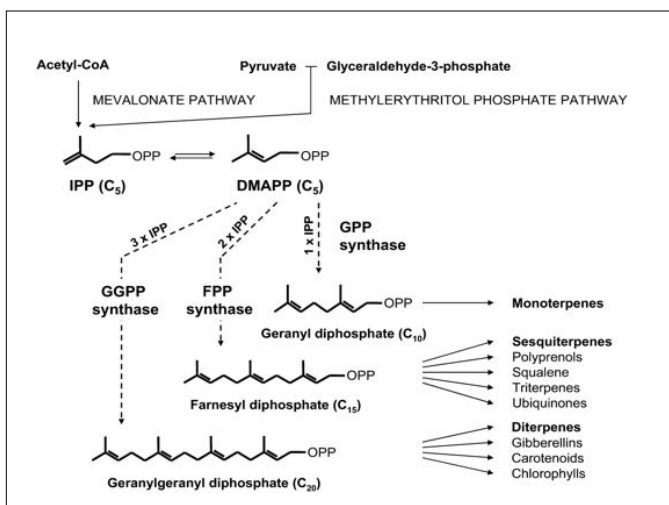 Acetyl-CoA Pyruvate Glyceraldehyde-3-phosphate
MEVALONATE PATHWAY METHYLERYTHRITOL PHOSPHATE PATHWAY
OPP OPP
IPP (C5) DMAPP (C5)
3 x IPP 2 x IPP 1 x IPP
GPP
synthase
GGPP
synthase
FPP
synthase
OPP
Monoterpenes
Geranyl diphosphate (C10)
Sesquiterpenes
Polyprenols
OPP Squalene
Triterpenes
Farnesyl diphosphate (C15) Ubiquinones
Diterpenes
OPP Gibberellins
Carotenoids
Geranylgeranyl diphosphate (C20) Chlorophylls